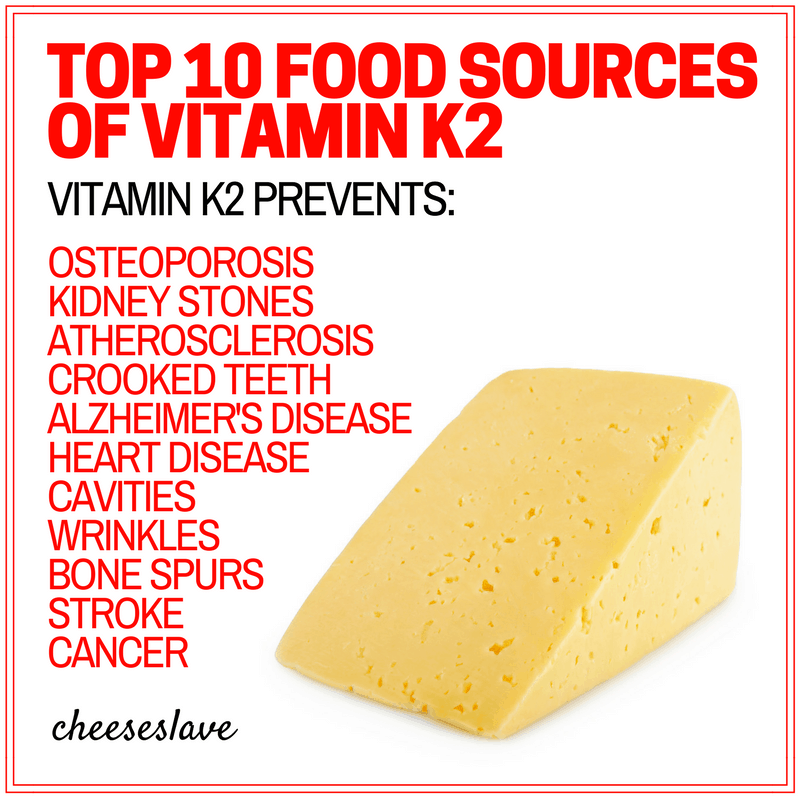 TOP 10 FOOD SOURCES
OF VITAMIN K2
VITAMIN K2 PREVENTS:
OSTEOPOROSIS
KIDNEY STONES
ATHEROSCLEROSIS
CROOKED TEETH
ALZHEIMER'S DISEASE
HEART DISEASE
CAVITIES
WRINKLES
BONE SPURS
STROKE
CANCER
cheeseslave